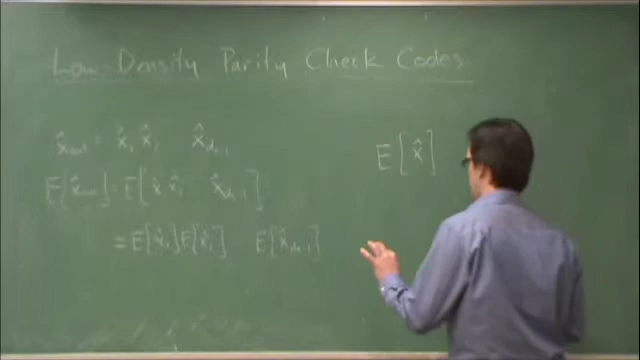 Low-Density Parity Check Codes
x̂_out = x̂₁ x̂₂ x̂_{d_c-1}
E[x̂_out] = E[x̂₁ x̂₂ x̂_{d_c-1}]
= E[x̂₁]E[x̂₂] … E[x̂_{d_c-1}]
E[x̂]